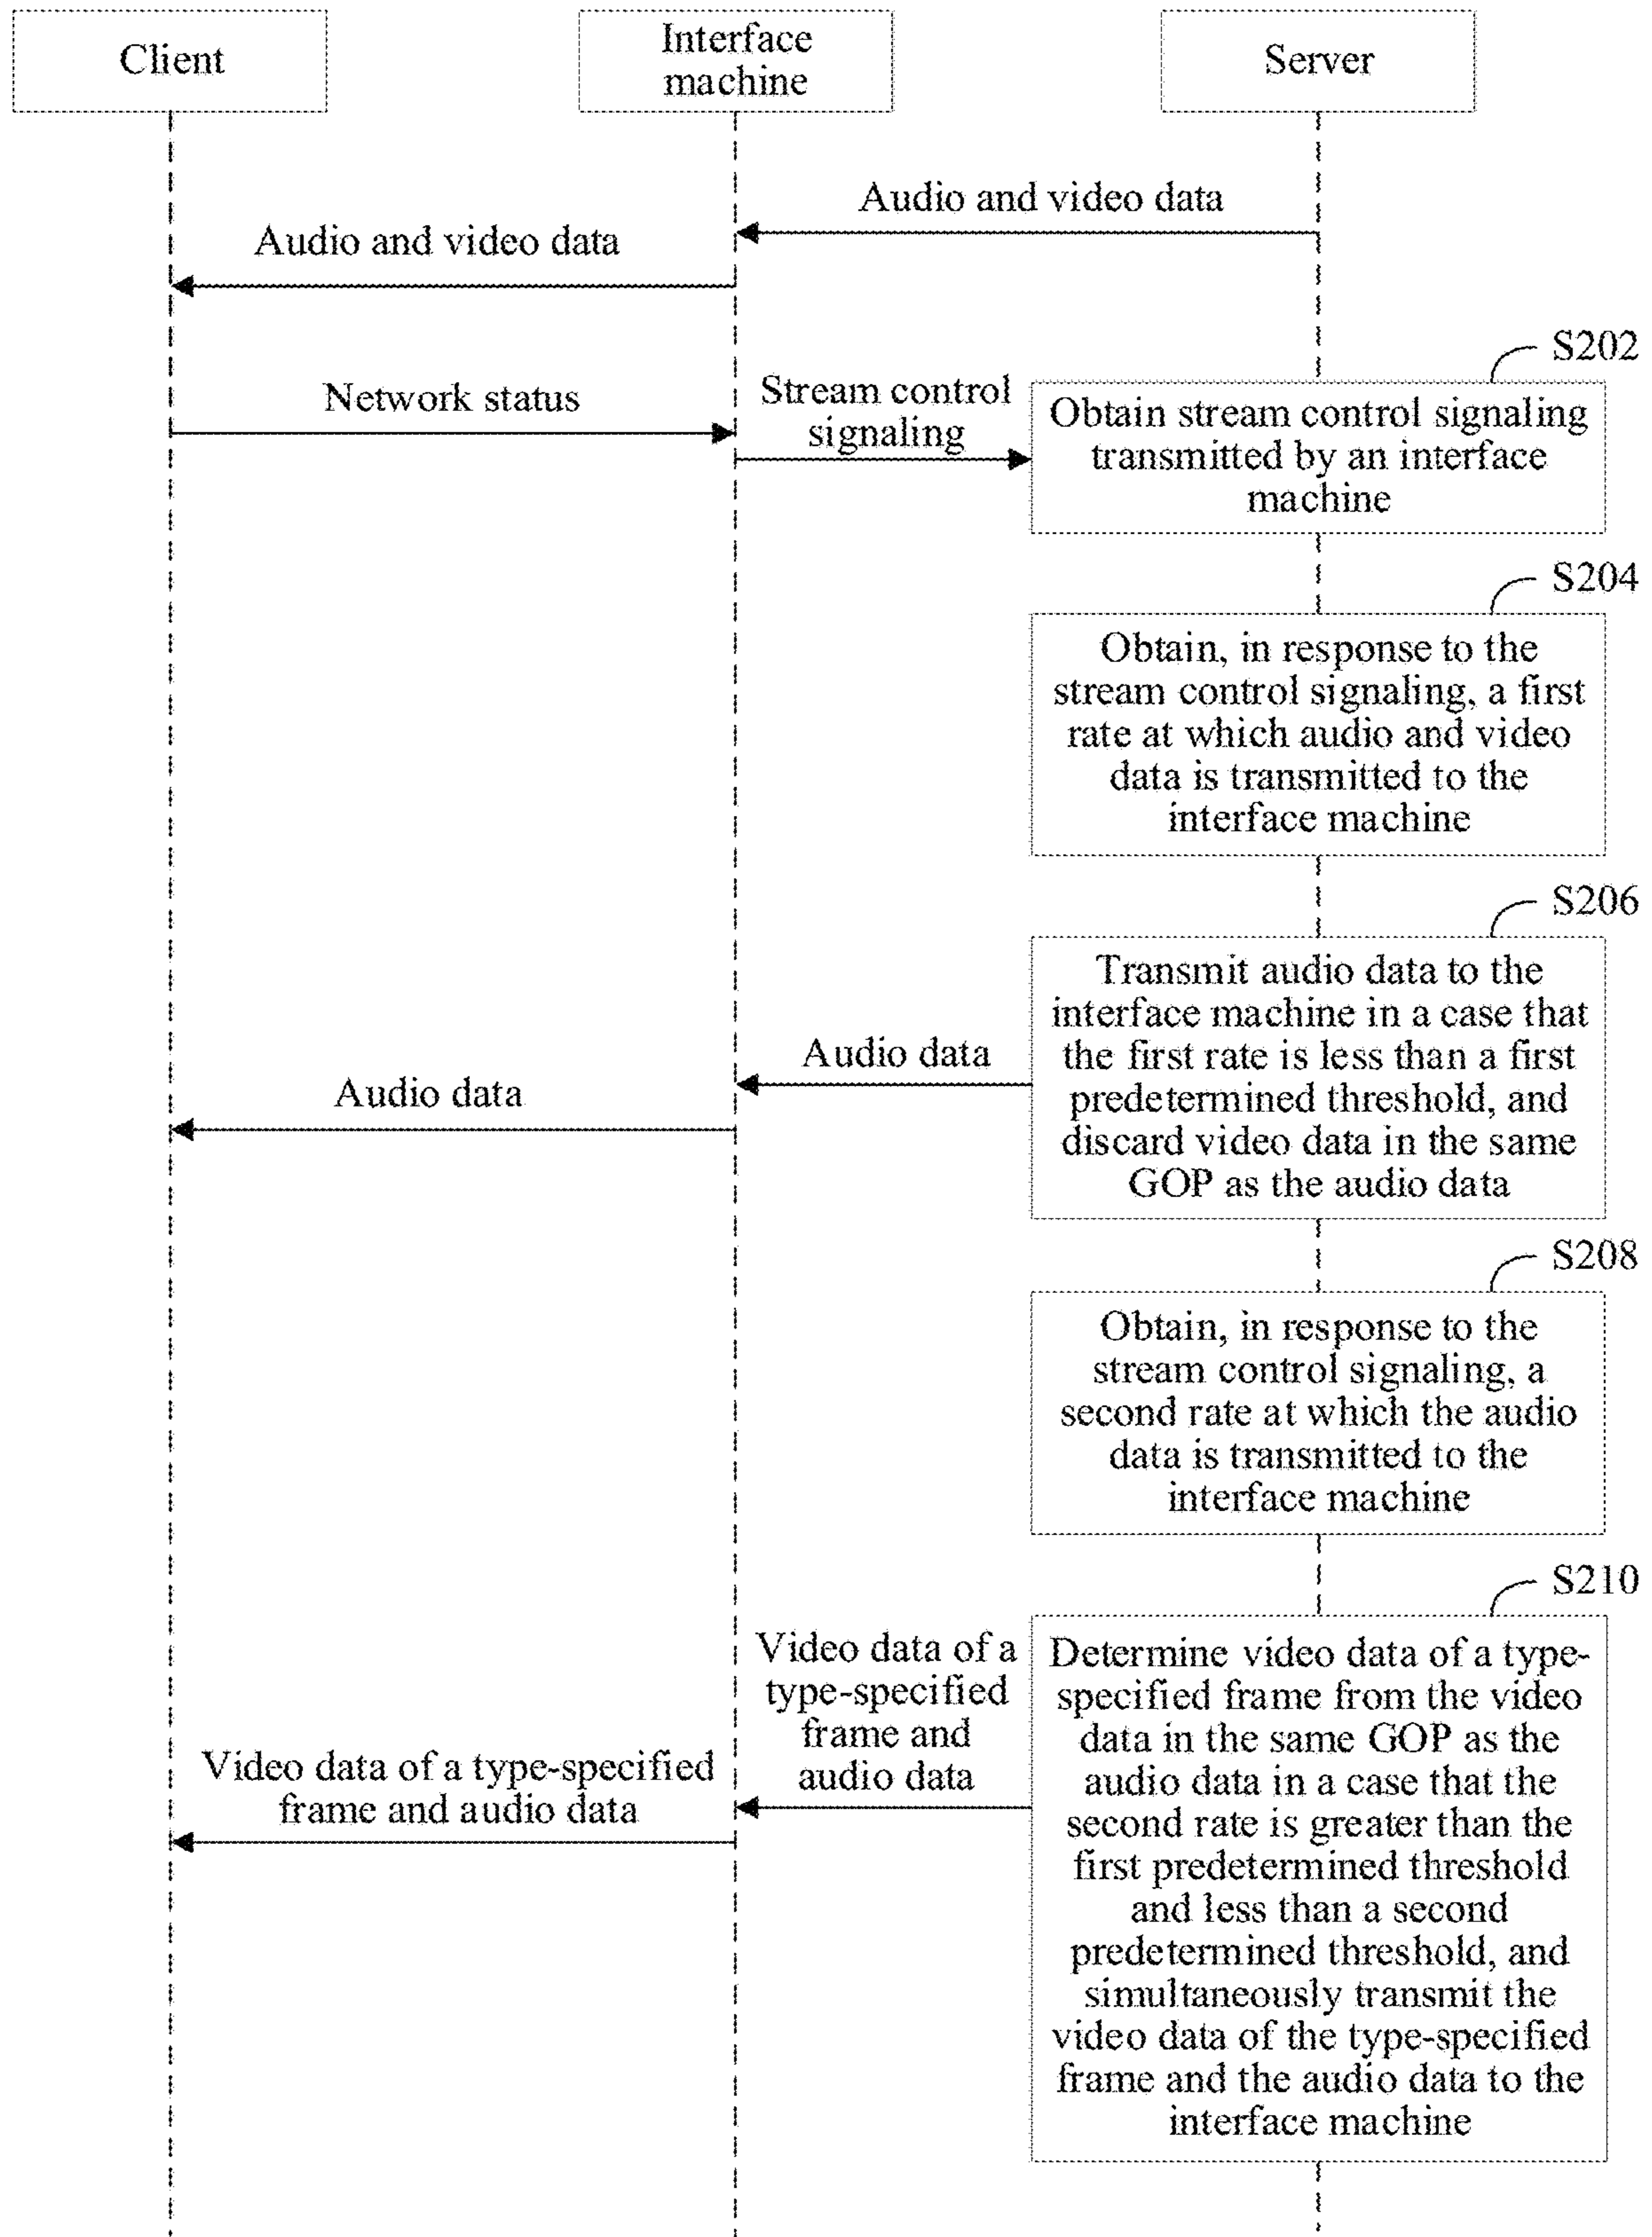 Client
Interface
machine
Server
Audio and video data
Audio and video data
S202
Network status
Stream control
signaling
Obtain stream control signaling
transmitted by an interface
machine
S204
Obtain, in response to the
stream control signaling, a first
rate at which audio and video
data is transmitted to the
interface machine
S206
Transmit audio data to the
interface machine in a case that
the first rate is less than a first
predetermined threshold, and
discard video data in the same
GOP as the audio data
Audio data
Audio data
S208
Obtain, in response to the
stream control signaling, a
second rate at which the audio
data is transmitted to the
interface machine
S210
Video data of a
type-specified
frame and
audio data
Video data of a type-specified
frame and audio data
Determine video data of a type-
specified frame from the video
data in the same GOP as the
audio data in a case that the
second rate is greater than the
first predetermined threshold
and less than a second
predetermined threshold, and
simultaneously transmit the
video data of the type-specified
frame and the audio data to the
interface machine